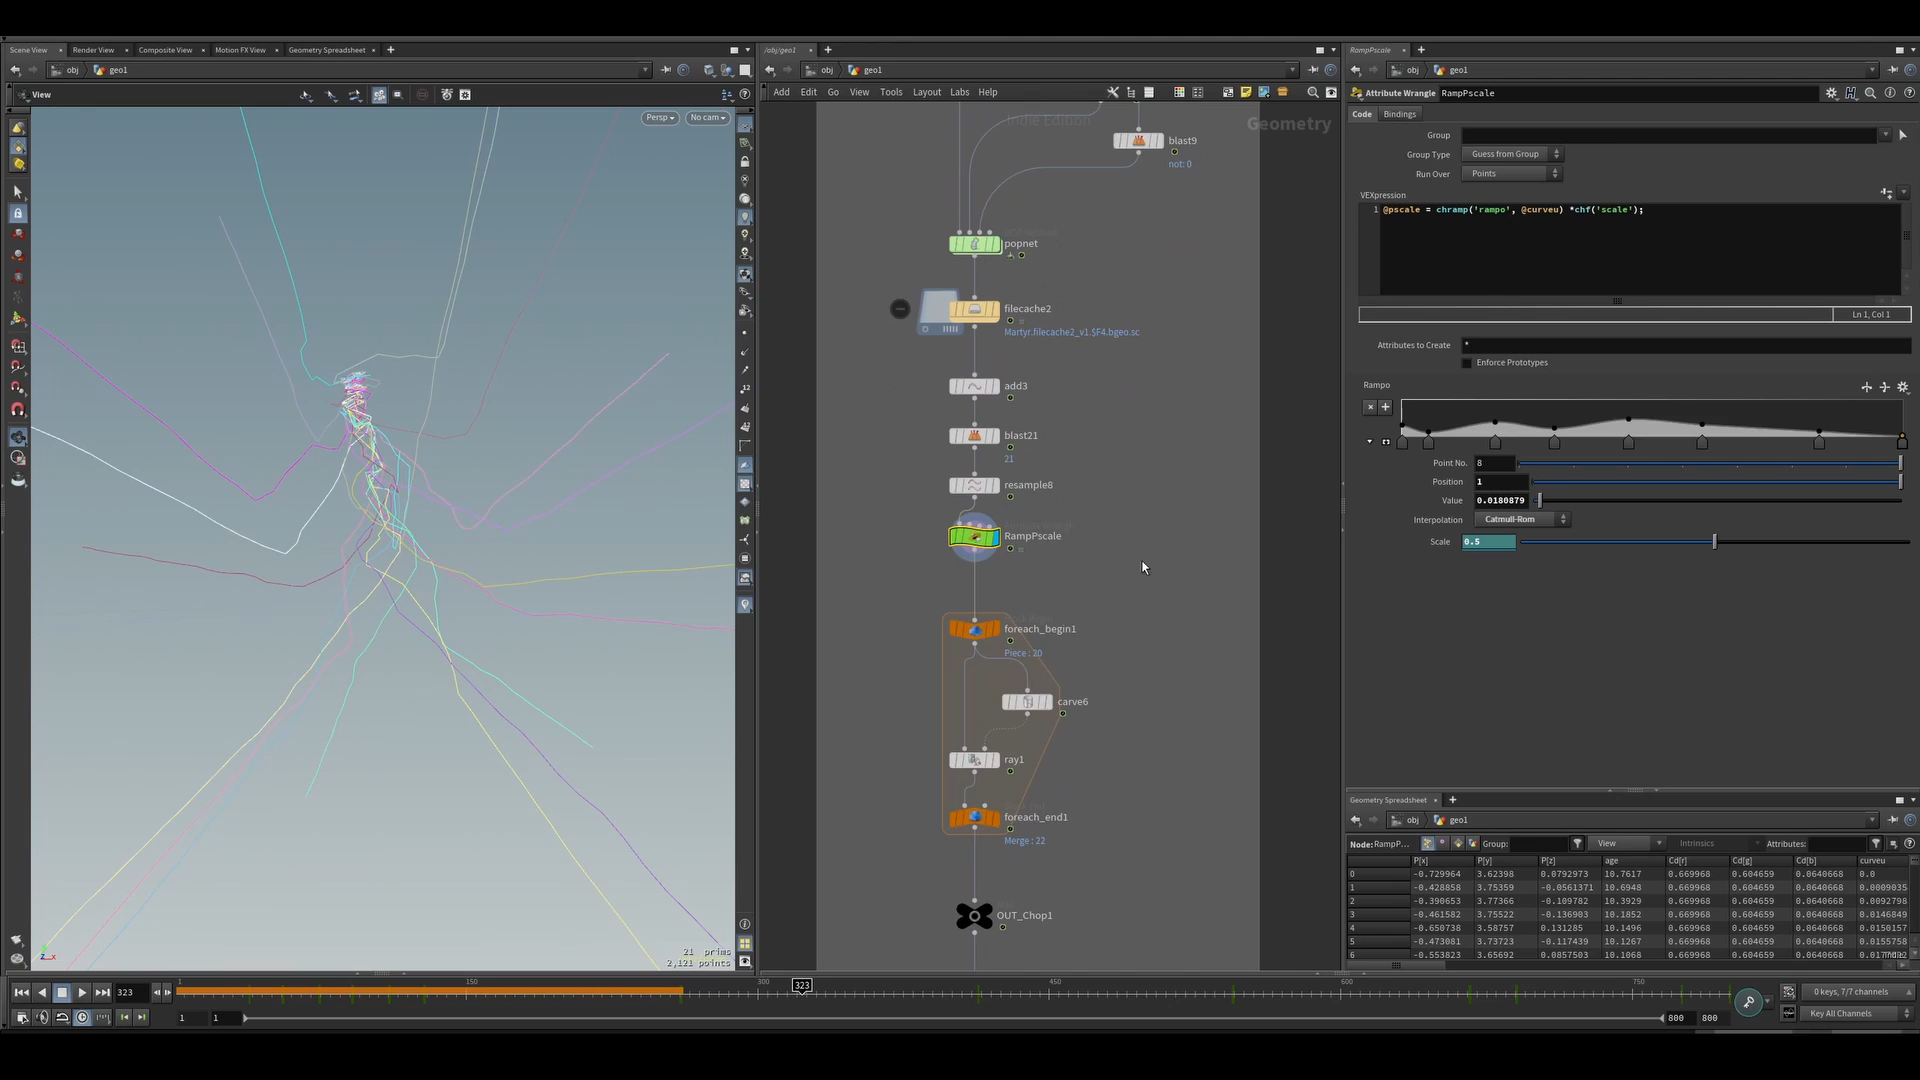 Scene View Render View Composite View Motion FX View Geometry Spreadsheet
obj geo1
View
Persp No cam
21 prims
2,121 points
z x
/obj/geo1
obj geo1
Add Edit Go View Tools Layout Labs Help
Indie Edition Geometry
blast9
not: 0
popnet
filecache2
Martyr.filecache2_v1.$F4.bgeo.sc
add3
blast21
21
resample8
RampPscale
foreach_begin1
Piece : 20
carve6
ray1
foreach_end1
Merge : 22
OUT_Chop1
RampPscale
obj geo1
Attribute Wrangle RampPscale
Code Bindings
Group
Group Type Guess from Group
Run Over Points
VEXpression
1 @pscale = chramp('rampo', @curveu) *chf('scale');
Ln 1, Col 1
Attributes to Create *
Enforce Prototypes
Rampo
Point No. 8
Position 1
Value 0.0180879
Interpolation Catmull-Rom
Scale 0.5
Geometry Spreadsheet
obj geo1
Node: RampP... Group: View Intrinsics Attributes:
P[x] P[y] P[z] age Cd[r] Cd[g] Cd[b] curveu
0 -0.729964 3.62398 0.0792973 10.7617 0.669968 0.604659 0.0640668 0.0
1 -0.428858 3.75359 -0.0561371 10.6948 0.669968 0.604659 0.0640668 0.0009035
2 -0.390653 3.77366 -0.109782 10.3929 0.669968 0.604659 0.0640668 0.0092798
3 -0.461582 3.75522 -0.136903 10.1852 0.669968 0.604659 0.0640668 0.0146849
4 -0.650738 3.58757 0.131285 10.1496 0.669968 0.604659 0.0640668 0.0150157
5 -0.473081 3.73723 -0.117439 10.1267 0.669968 0.604659 0.0640668 0.0155758
6 -0.553823 3.65692 0.0857503 10.1068 0.669968 0.604659 0.0640668
323 1 150 300 323 450 600 750
0 keys, 7/7 channels
1 1 800 800 Key All Channels